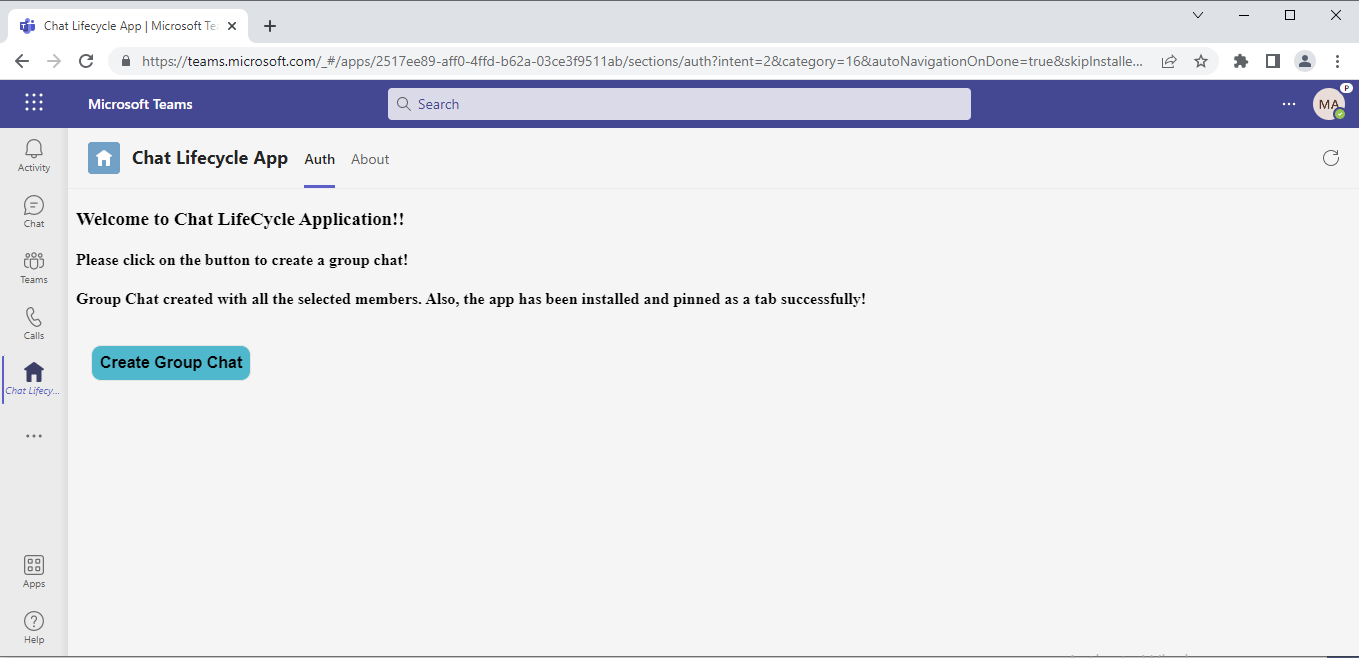 Chat Lifecycle App | Microsoft Te
https://teams.microsoft.com/_#/apps/2517ee89-aff0-4ffd-b62a-03ce3f9511ab/sections/auth?intent=2&category=16&autoNavigationOnDone=true&skipInstalle...
Microsoft Teams
Search
MA
P
Activity
Chat
Teams
Calls
Chat Lifecy...
Apps
Help
Chat Lifecycle App
Auth
About
Welcome to Chat LifeCycle Application!!
Please click on the button to create a group chat!
Group Chat created with all the selected members. Also, the app has been installed and pinned as a tab successfully!
Create Group Chat